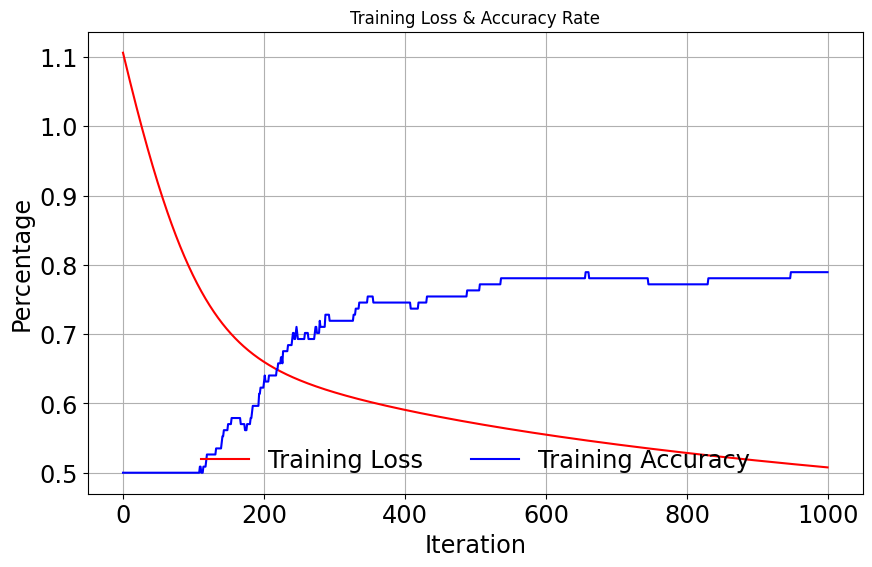 Training Loss & Accuracy Rate
1.1
1.0
0.9
0.8
0.7
0.6
0.5
Percentage
Training Loss Training Accuracy
0 200 400 600 800 1000
Iteration